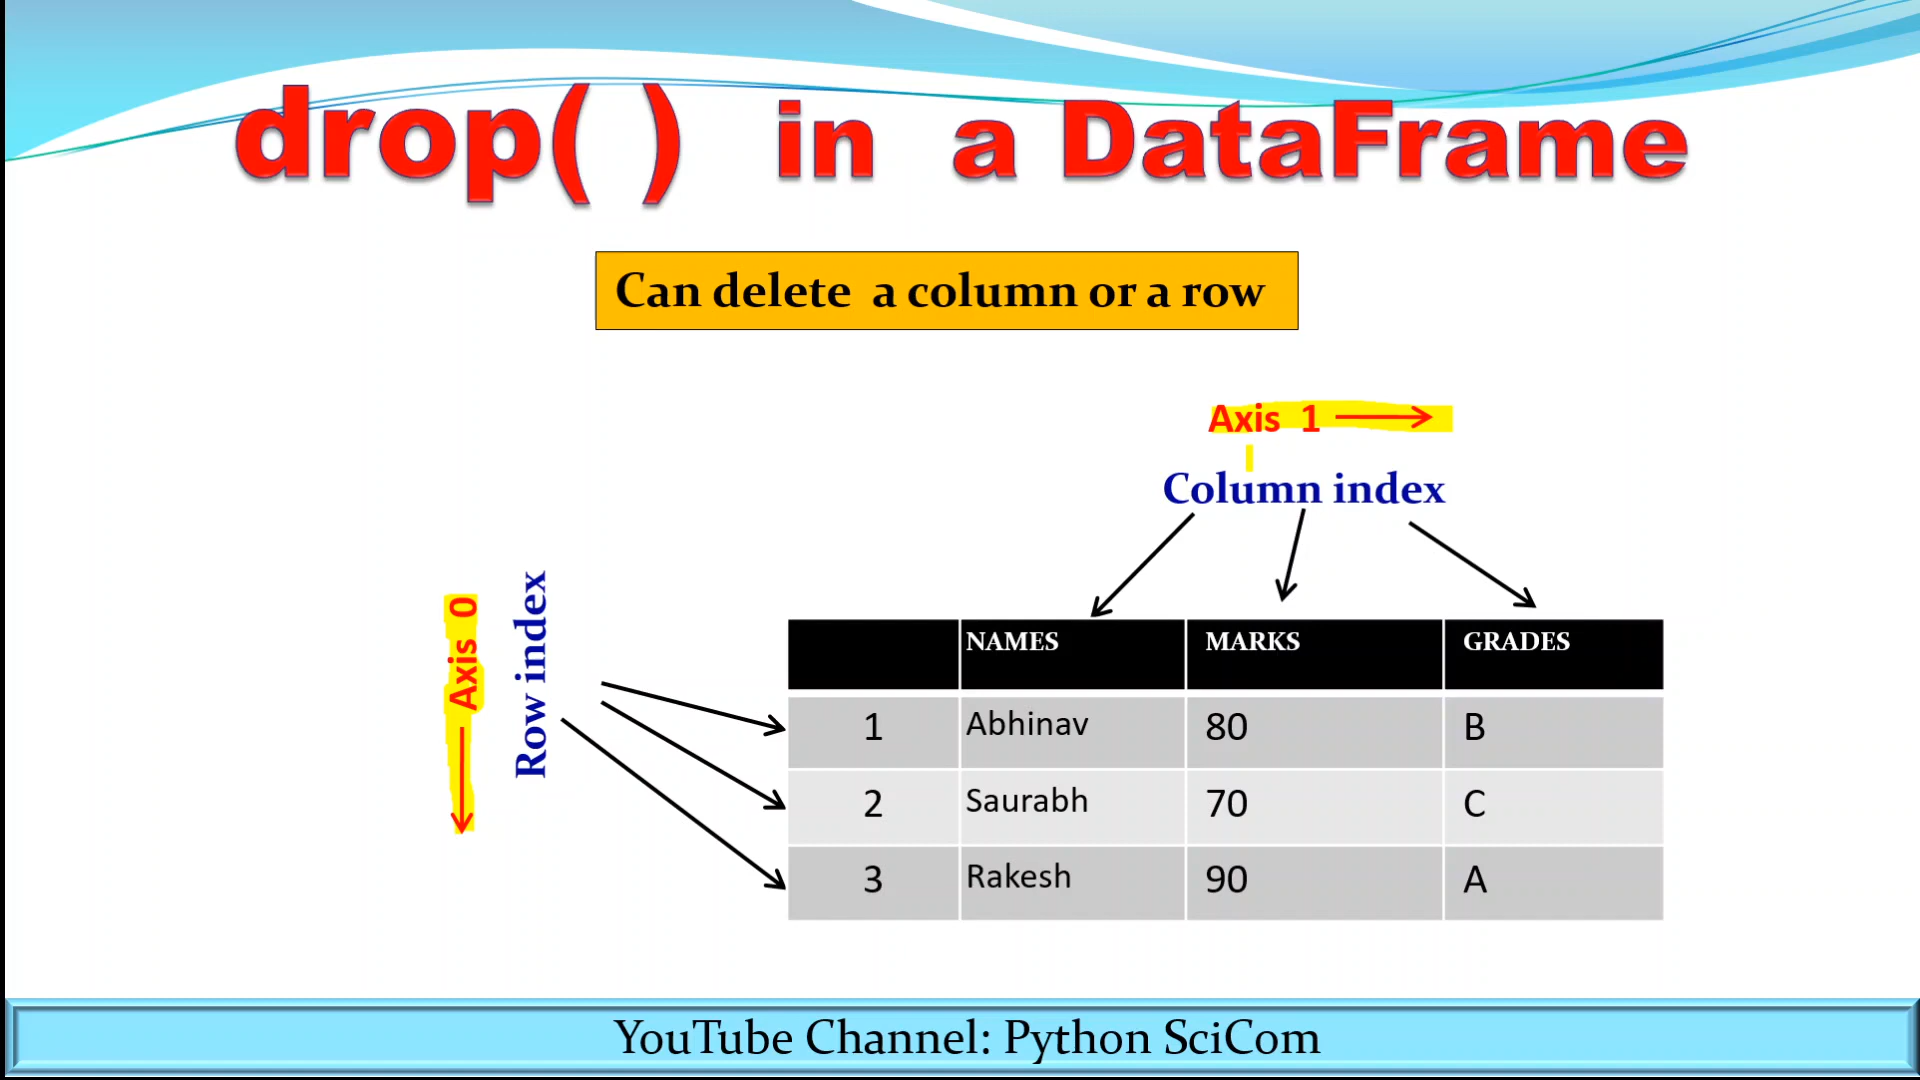 drop( ) in a DataFrame
Can delete a column or a row
Axis 1
Column index
Axis 0
Row index
NAMES MARKS GRADES
1 Abhinav 80 B
2 Saurabh 70 C
3 Rakesh 90 A
YouTube Channel: Python SciCom